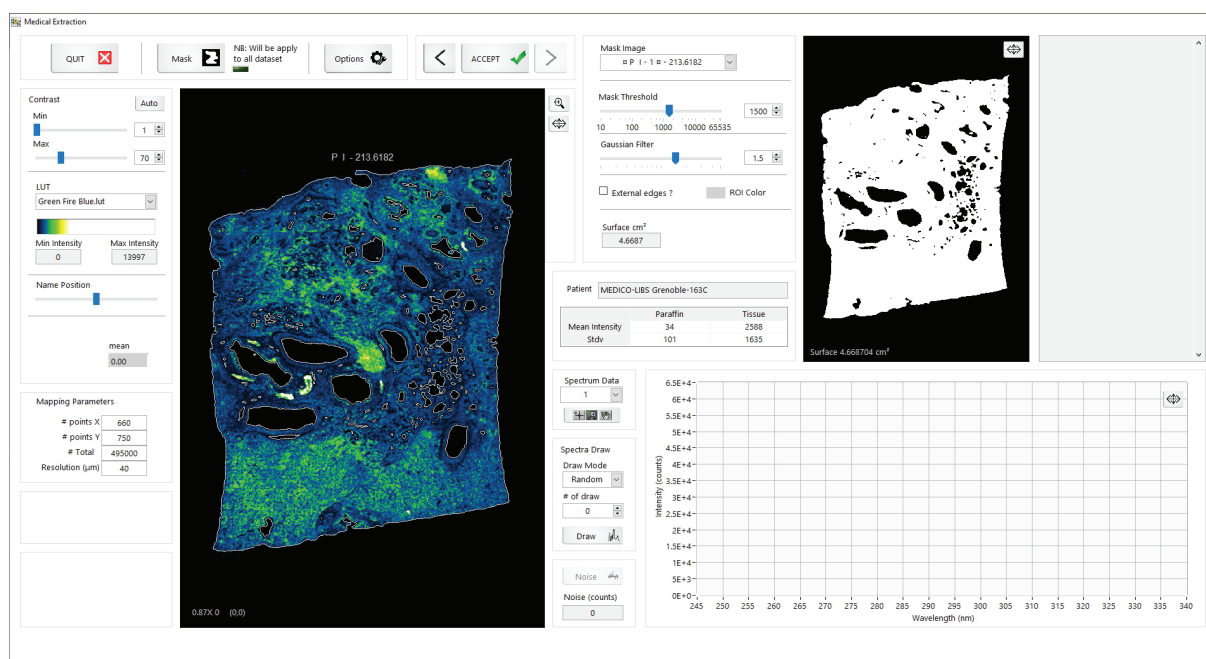 Medical Extraction
QUIT
Mask
NB: Will be apply
to all dataset
Options
ACCEPT
Contrast
Auto
Min
1
Max
70
LUT
Green Fire Blue.lut
Min Intensity
Max Intensity
0
13997
Name Position
mean
0.00
Mapping Parameters
# points X
660
# points Y
750
# Total
495000
Resolution (µm)
40
P I - 213.6182
0.87X 0 (0,0)
Mask Image
¤ P I - 1 ¤ - 213.6182
Mask Threshold
1500
10 100 1000 10000 65535
Gaussian Filter
1.5
External edges ?
ROI Color
Surface cm²
4.6687
Patient
MEDICO-LIBS Grenoble-163C
Paraffin Tissue
Mean Intensity 34 2588
Stdv 101 1635
Surface 4.668704 cm²
Spectrum Data
1
Spectra Draw
Draw Mode
Random
# of draw
0
Draw
Noise
Noise (counts)
0
Intensity (counts)
6.5E+4
6E+4
5.5E+4
5E+4
4.5E+4
4E+4
3.5E+4
3E+4
2.5E+4
2E+4
1.5E+4
1E+4
5E+3
0E+0
245 250 255 260 265 270 275 280 285 290 295 300 305 310 315 320 325 330 335 340
Wavelength (nm)